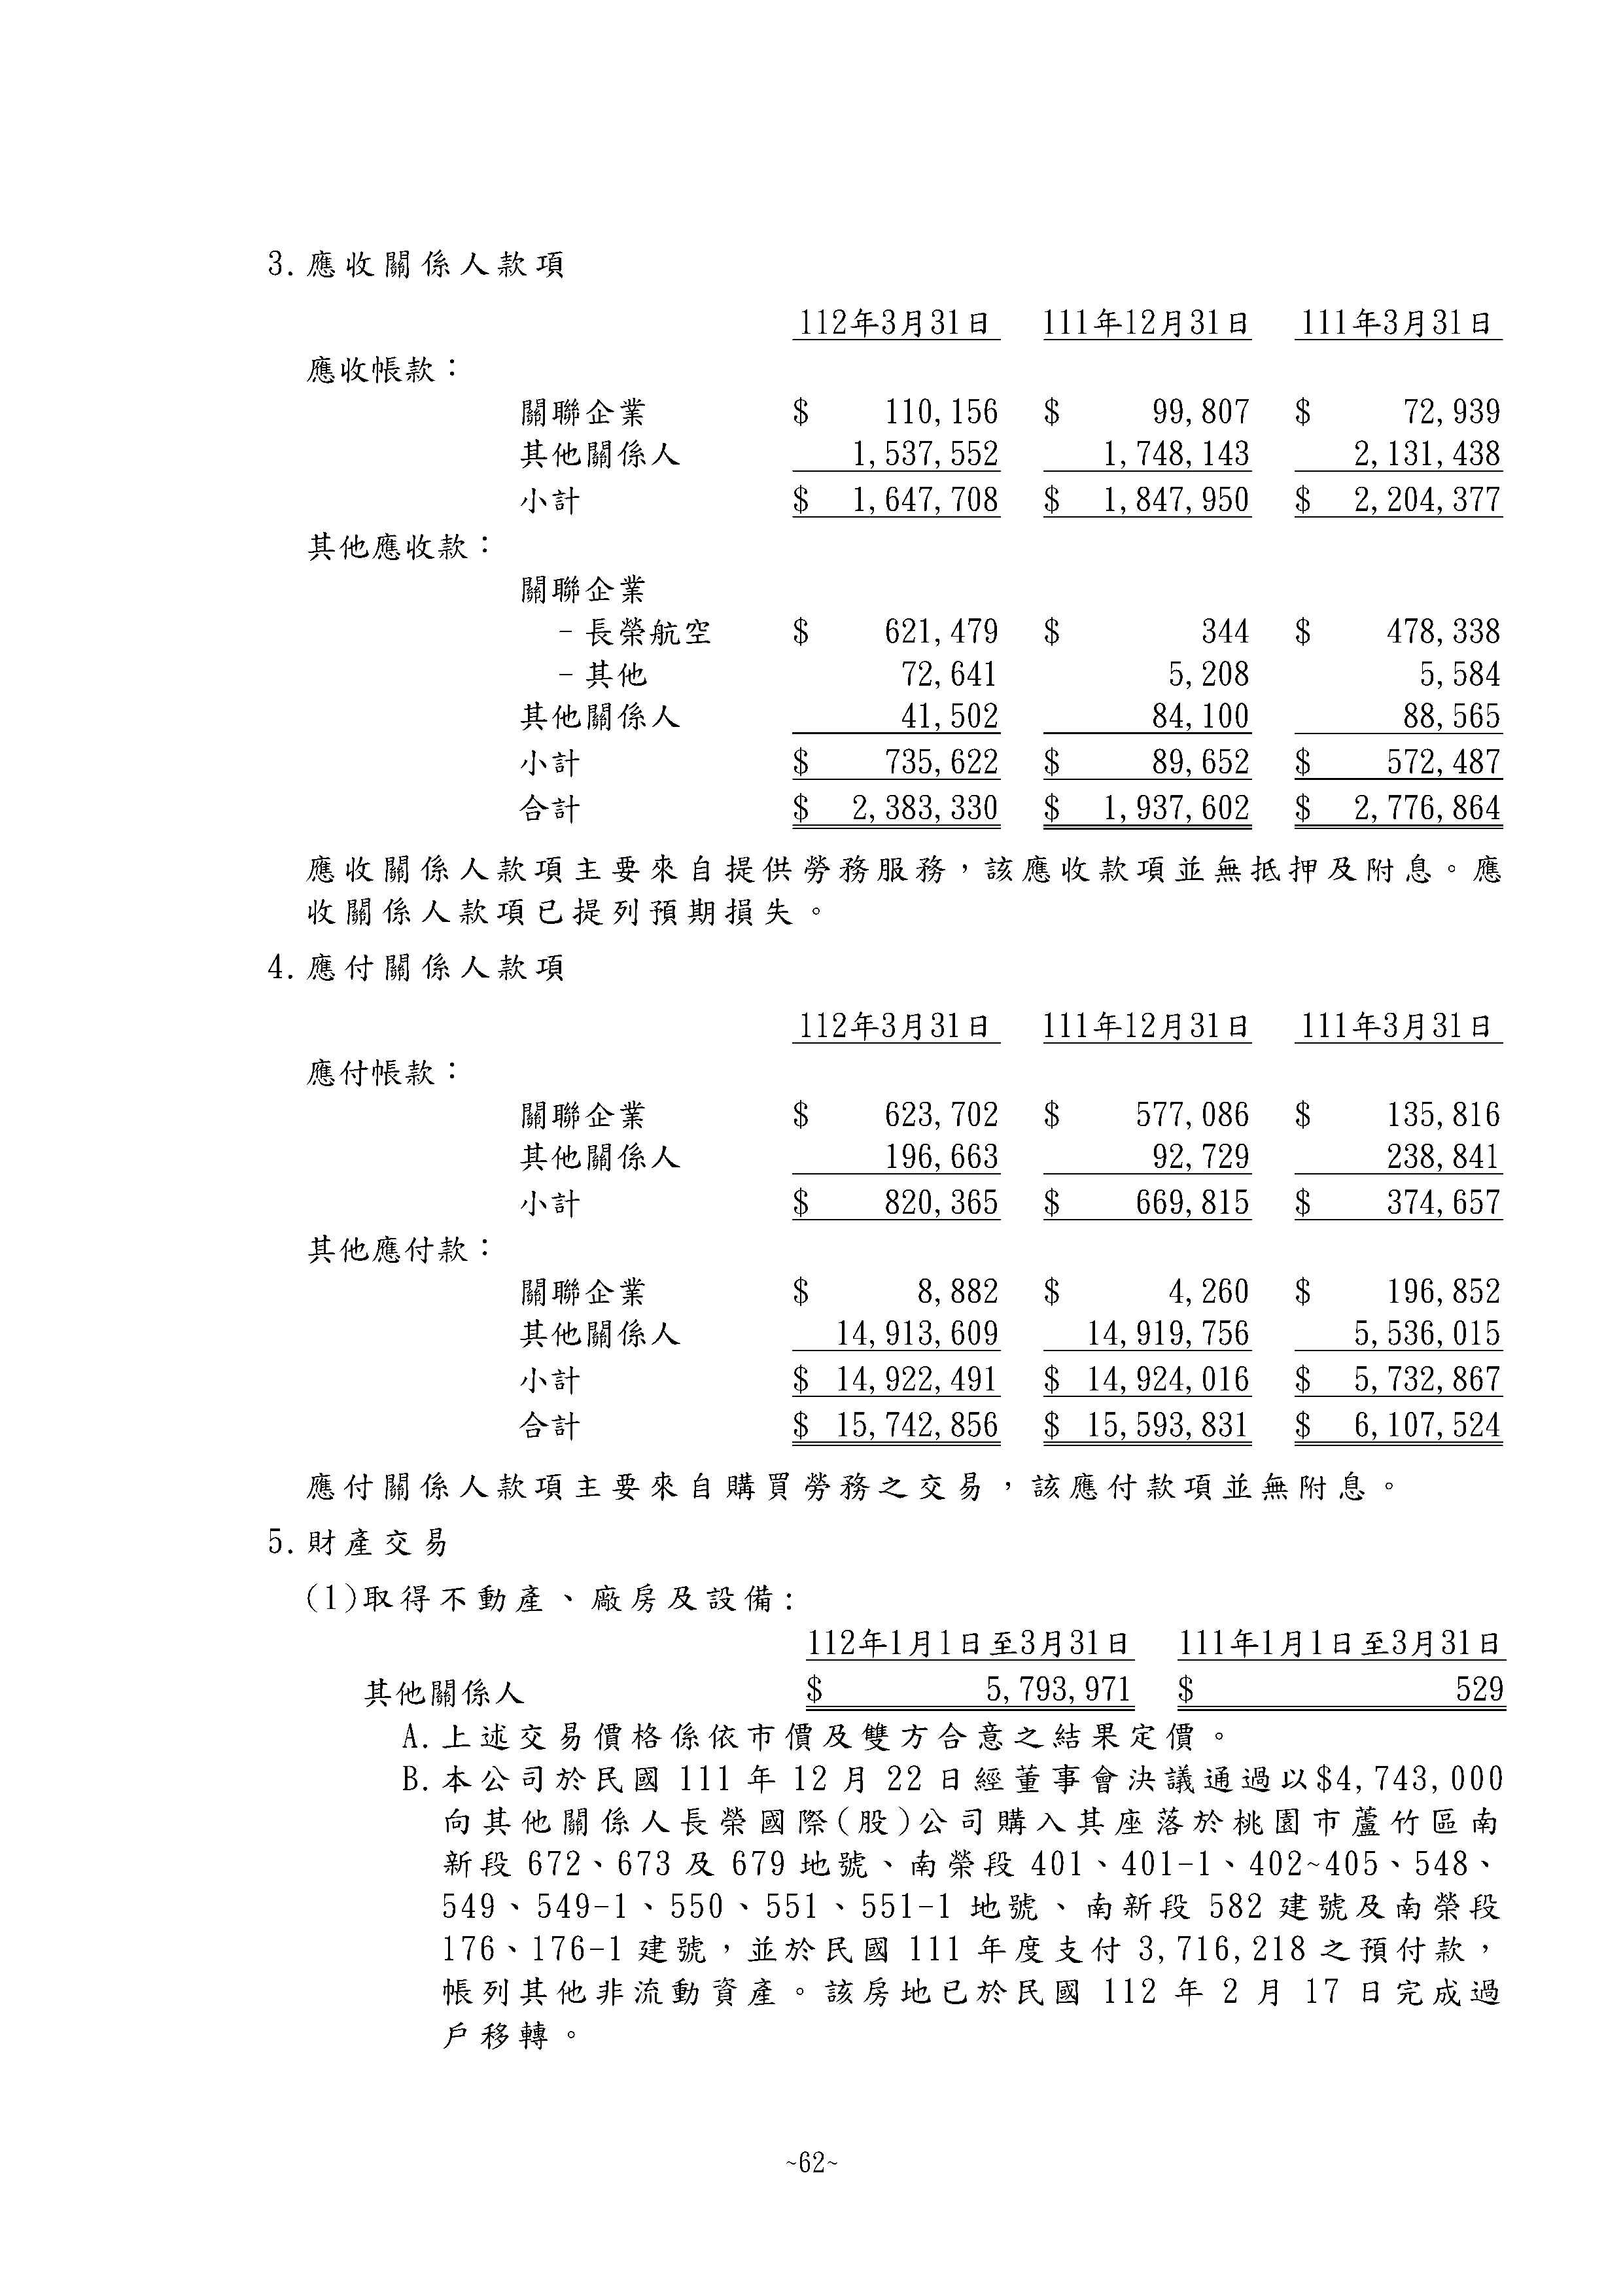 3.應收關係人款項
112年3月31日 111年12月31日 111年3月31日
應收帳款：
關聯企業 $ 110,156 $ 99,807 $ 72,939
其他關係人 1,537,552 1,748,143 2,131,438
小計 $ 1,647,708 $ 1,847,950 $ 2,204,377
其他應收款：
關聯企業
-長榮航空 $ 621,479 $ 344 $ 478,338
-其他 72,641 5,208 5,584
其他關係人 41,502 84,100 88,565
小計 $ 735,622 $ 89,652 $ 572,487
合計 $ 2,383,330 $ 1,937,602 $ 2,776,864
應收關係人款項主要來自提供勞務服務，該應收款項並無抵押及附息。應
收關係人款項已提列預期損失。
4.應付關係人款項
112年3月31日 111年12月31日 111年3月31日
應付帳款：
關聯企業 $ 623,702 $ 577,086 $ 135,816
其他關係人 196,663 92,729 238,841
小計 $ 820,365 $ 669,815 $ 374,657
其他應付款：
關聯企業 $ 8,882 $ 4,260 $ 196,852
其他關係人 14,913,609 14,919,756 5,536,015
小計 $ 14,922,491 $ 14,924,016 $ 5,732,867
合計 $ 15,742,856 $ 15,593,831 $ 6,107,524
應付關係人款項主要來自購買勞務之交易，該應付款項並無附息。
5.財產交易
(1)取得不動產、廠房及設備:
112年1月1日至3月31日 111年1月1日至3月31日
其他關係人 $ 5,793,971 $ 529
A.上述交易價格係依市價及雙方合意之結果定價。
B.本公司於民國 111 年 12 月 22 日經董事會決議通過以$4,743,000
向其他關係人長榮國際(股)公司購入其座落於桃園市蘆竹區南
新段 672、673 及 679 地號、南榮段 401、401-1、402~405、548、
549、549-1、550、551、551-1 地號、南新段 582 建號及南榮段
176、176-1 建號，並於民國 111 年度支付 3,716,218 之預付款，
帳列其他非流動資產。該房地已於民國 112 年 2 月 17 日完成過
戶移轉。
~62~